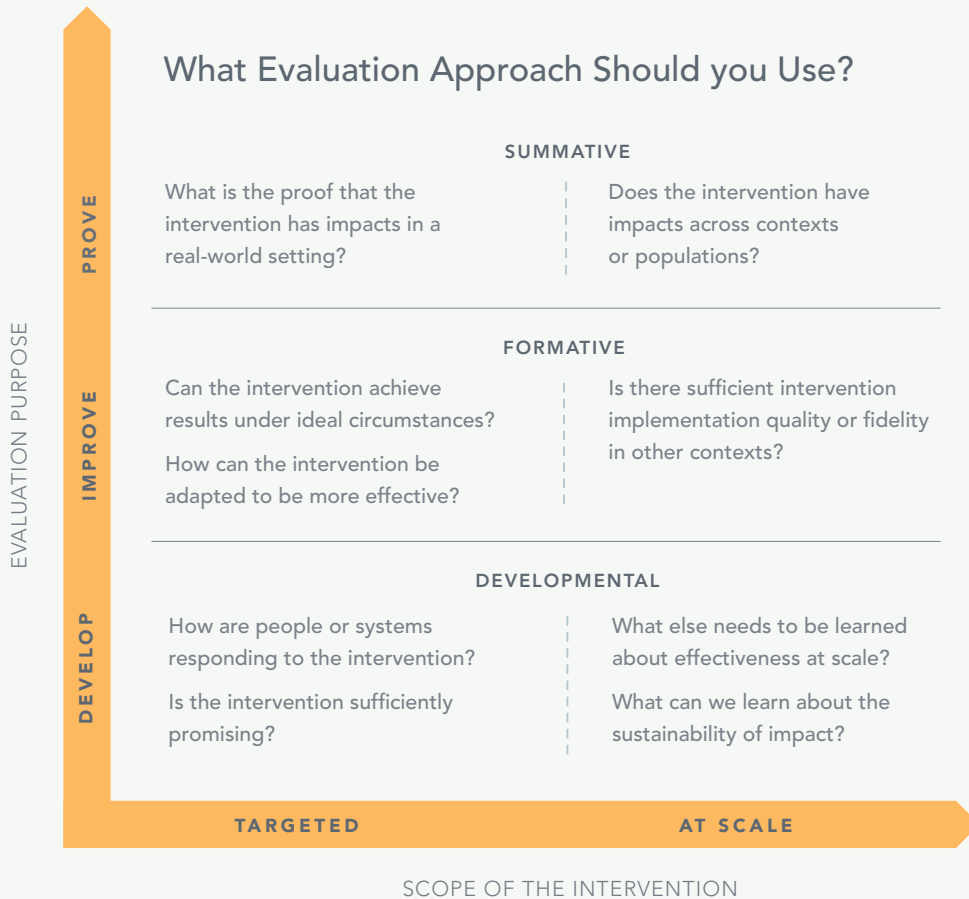 What Evaluation Approach Should you Use?
EVALUATION PURPOSE
PROVE
SUMMATIVE
What is the proof that the
intervention has impacts in a
real-world setting?
Does the intervention have
impacts across contexts
or populations?
IMPROVE
FORMATIVE
Can the intervention achieve
results under ideal circumstances?
How can the intervention be
adapted to be more effective?
Is there sufficient intervention
implementation quality or fidelity
in other contexts?
DEVELOP
DEVELOPMENTAL
How are people or systems
responding to the intervention?
Is the intervention sufficiently
promising?
What else needs to be learned
about effectiveness at scale?
What can we learn about the
sustainability of impact?
TARGETED
AT SCALE
SCOPE OF THE INTERVENTION